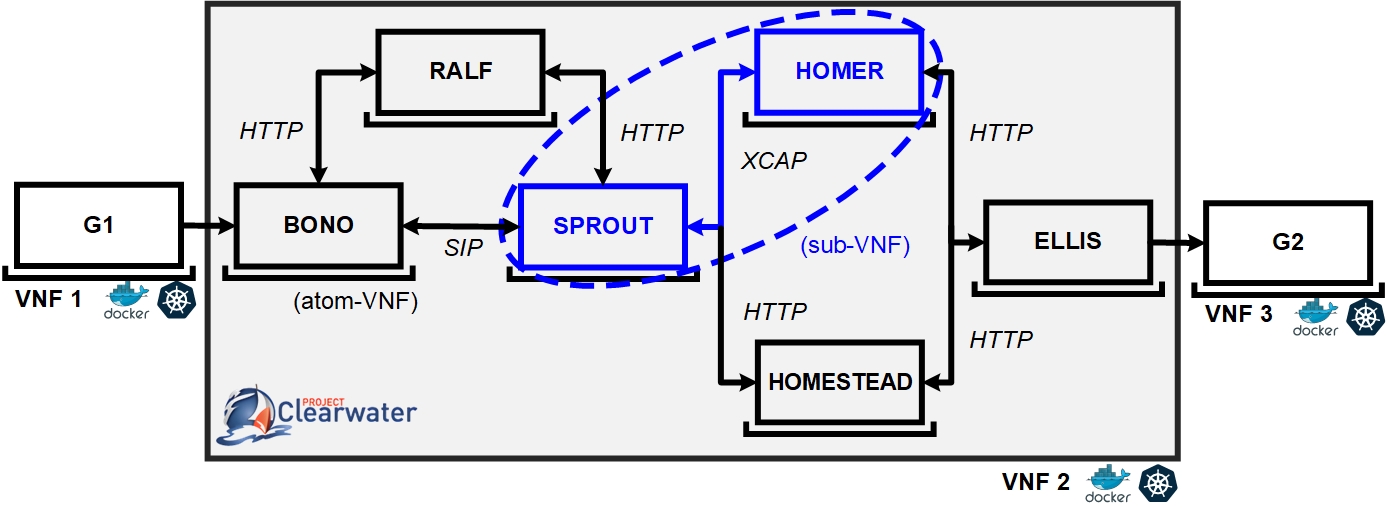 RALF
HOMER
HTTP
HTTP
XCAP
HTTP
G1
BONO
SIP
SPROUT
(sub-VNF)
ELLIS
G2
VNF 1
docker
(atom-VNF)
HTTP
HTTP
VNF 3
docker
HOMESTEAD
PROJECT
Clearwater
VNF 2
docker